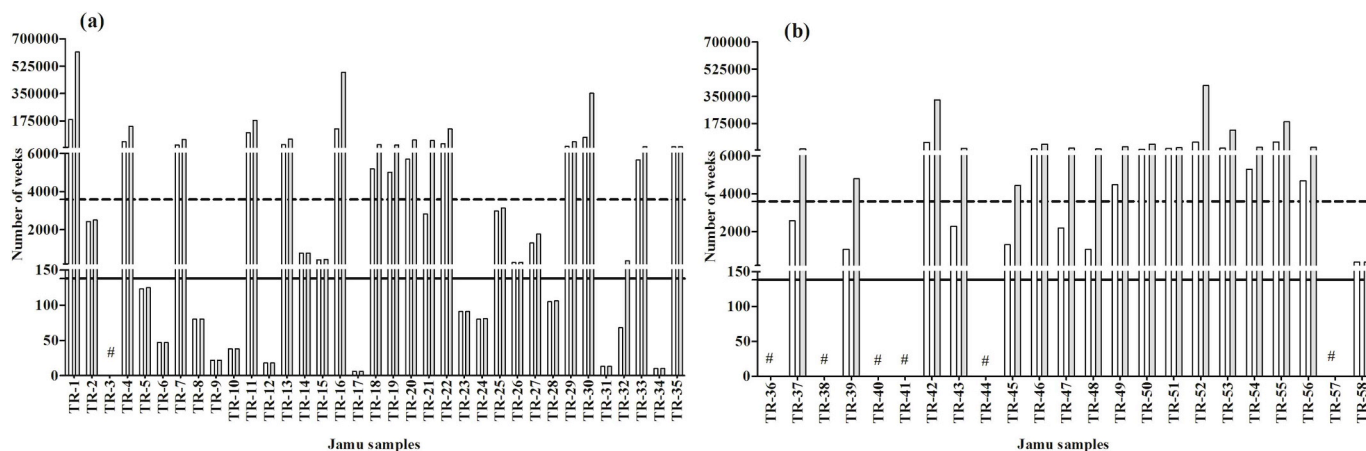 (a)
700000
525000
350000
175000
6000
4000
2000
150
100
50
0
Number of weeks
#
TR-1
TR-2
TR-3
TR-4
TR-5
TR-6
TR-7
TR-8
TR-9
TR-10
TR-11
TR-12
TR-13
TR-14
TR-15
TR-16
TR-17
TR-18
TR-19
TR-20
TR-21
TR-22
TR-23
TR-24
TR-25
TR-26
TR-27
TR-28
TR-29
TR-30
TR-31
TR-32
TR-33
TR-34
TR-35
Jamu samples
(b)
700000
525000
350000
175000
6000
4000
2000
150
100
50
0
Number of weeks
#
#
#
#
#
#
TR-36
TR-37
TR-38
TR-39
TR-40
TR-41
TR-42
TR-43
TR-44
TR-45
TR-46
TR-47
TR-48
TR-49
TR-50
TR-51
TR-52
TR-53
TR-54
TR-55
TR-56
TR-57
TR-58
Jamu samples